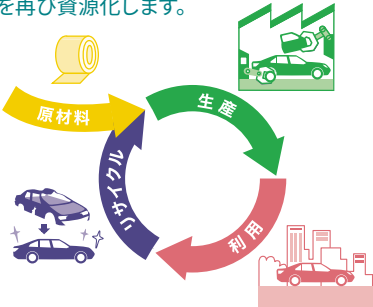 を再び資源化します。
原材料
生産
利用
リサイクル